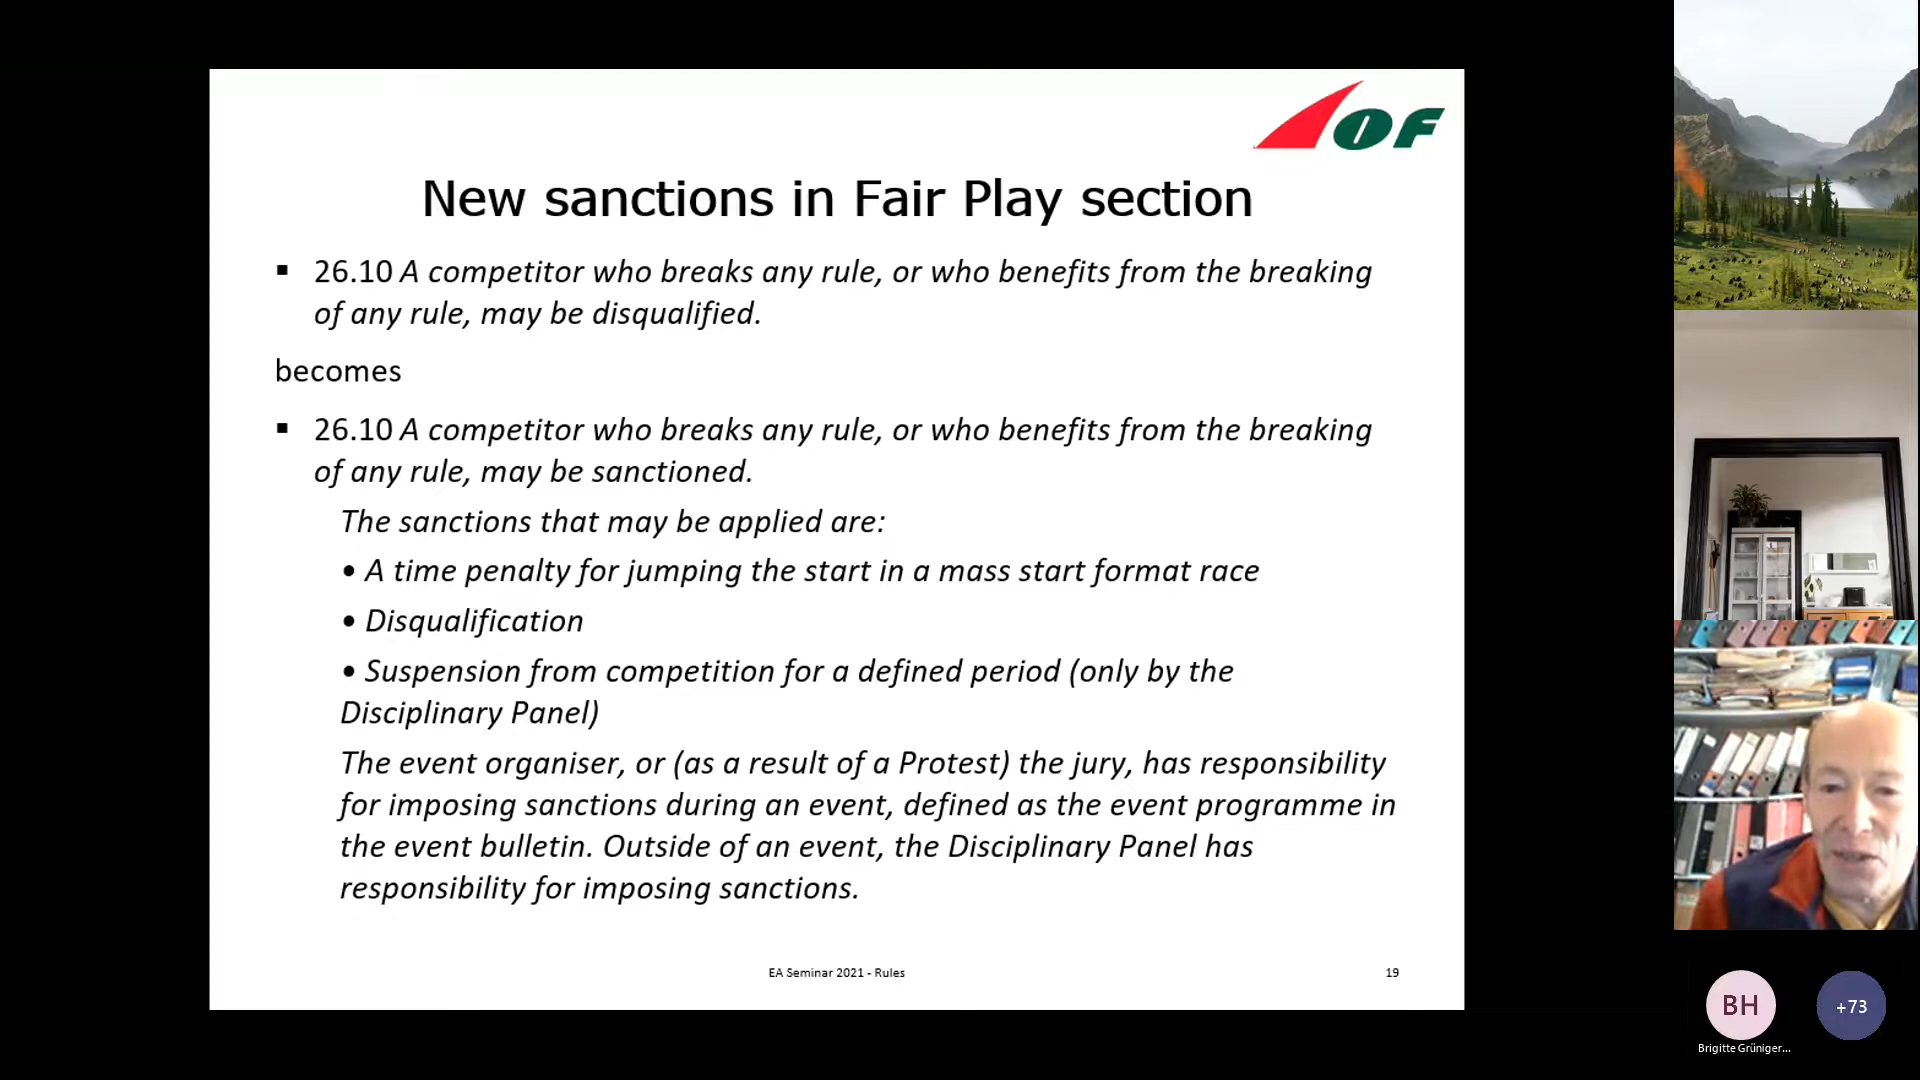 IOF
New sanctions in Fair Play section
▪ 26.10 A competitor who breaks any rule, or who benefits from the breaking
of any rule, may be disqualified.
becomes
▪ 26.10 A competitor who breaks any rule, or who benefits from the breaking
of any rule, may be sanctioned.
The sanctions that may be applied are:
• A time penalty for jumping the start in a mass start format race
• Disqualification
• Suspension from competition for a defined period (only by the
Disciplinary Panel)
The event organiser, or (as a result of a Protest) the jury, has responsibility
for imposing sanctions during an event, defined as the event programme in
the event bulletin. Outside of an event, the Disciplinary Panel has
responsibility for imposing sanctions.
EA Seminar 2021 - Rules
19
BH
+73
Brigitte Grüniger...